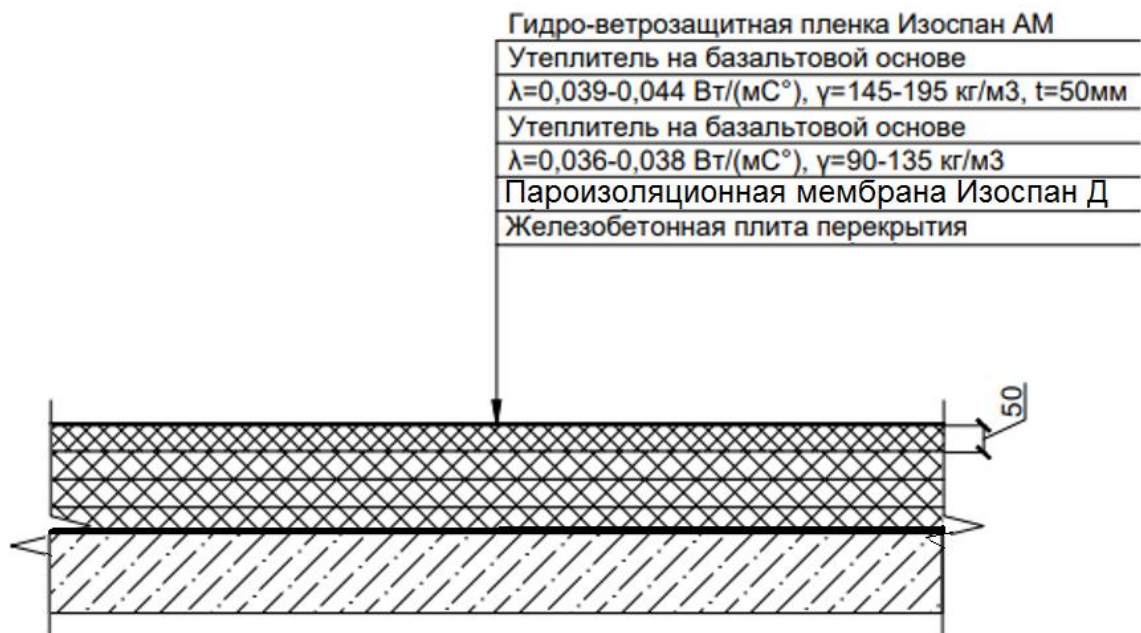 Гидро-ветрозащитная пленка Изоспан АМ
Утеплитель на базальтовой основе
λ=0,039-0,044 Вт/(мС°), γ=145-195 кг/м3, t=50мм
Утеплитель на базальтовой основе
λ=0,036-0,038 Вт/(мС°), γ=90-135 кг/м3
Пароизоляционная мембрана Изоспан Д
Железобетонная плита перекрытия
50